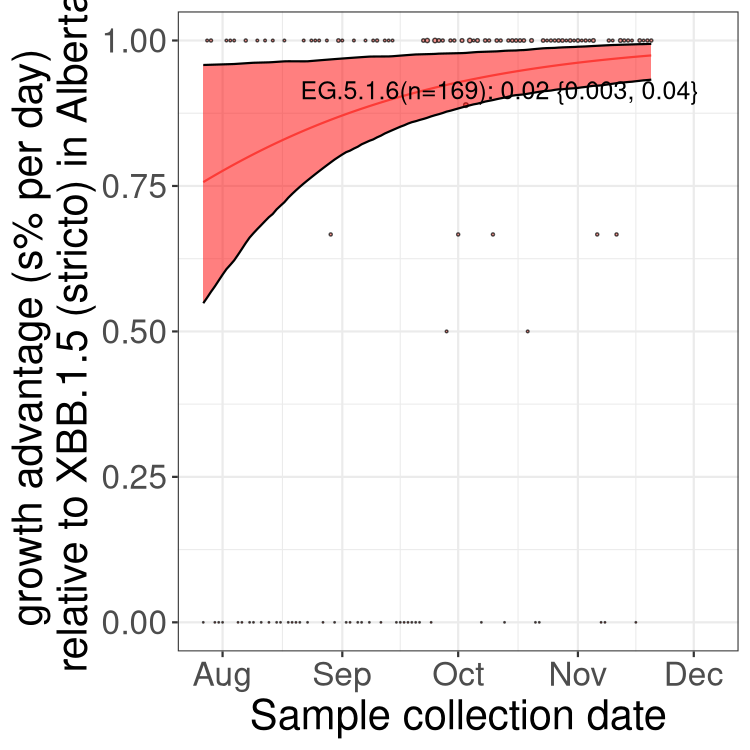 growth advantage (s% per day)
relative to XBB.1.5 (stricto) in Alberta
1.00
0.75
0.50
0.25
0.00
EG.5.1.6(n=169): 0.02 {0.003, 0.04}
Aug Sep Oct Nov Dec
Sample collection date